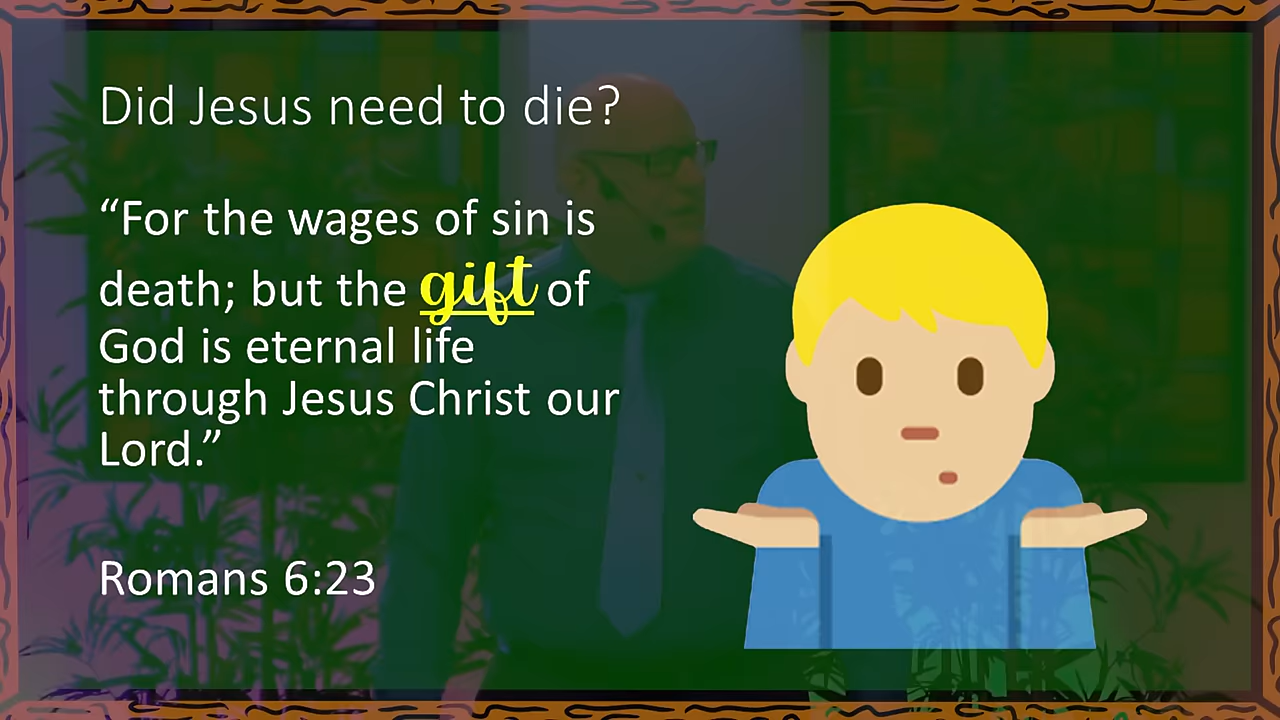 Did Jesus need to die?
“For the wages of sin is
death; but the gift of
God is eternal life
through Jesus Christ our
Lord.”
Romans 6:23